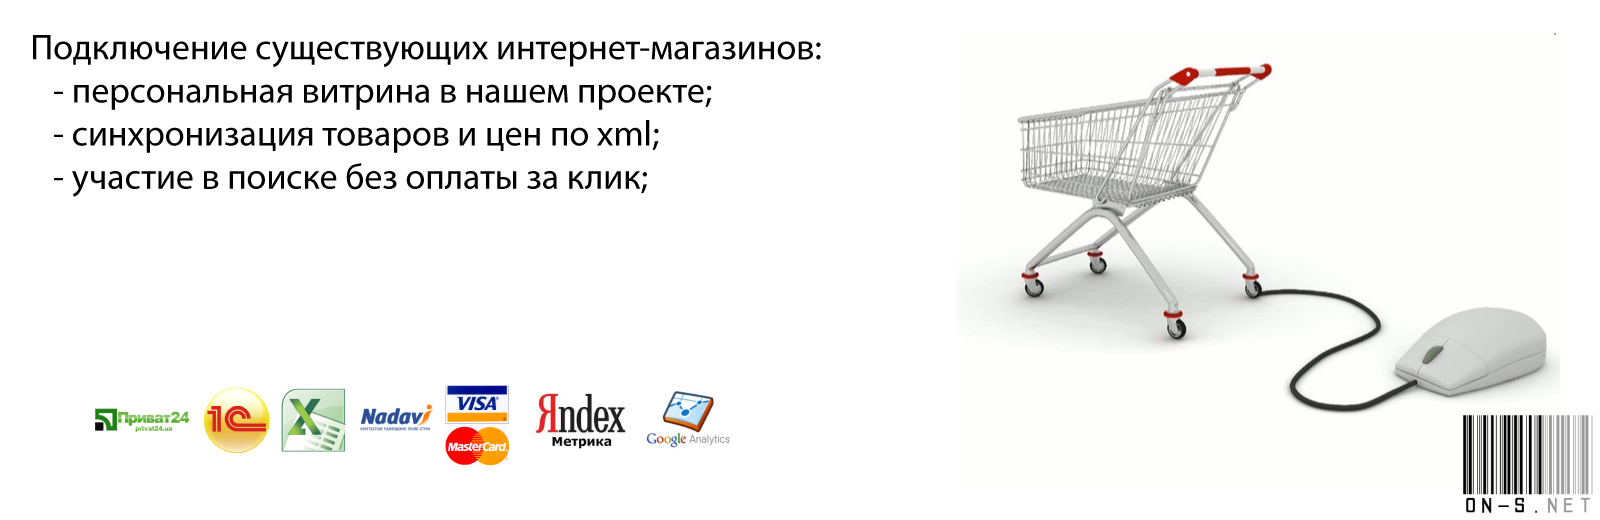 Подключение существующих интернет-магазинов:
- персональная витрина в нашем проекте;
- синхронизация товаров и цен по xml;
- участие в поиске без оплаты за клик;
Приват24
privat24.ua
1С
X
Nadavi
VISA
MasterCard
Яndex
Метрика
Google Analytics
ON-S.NET